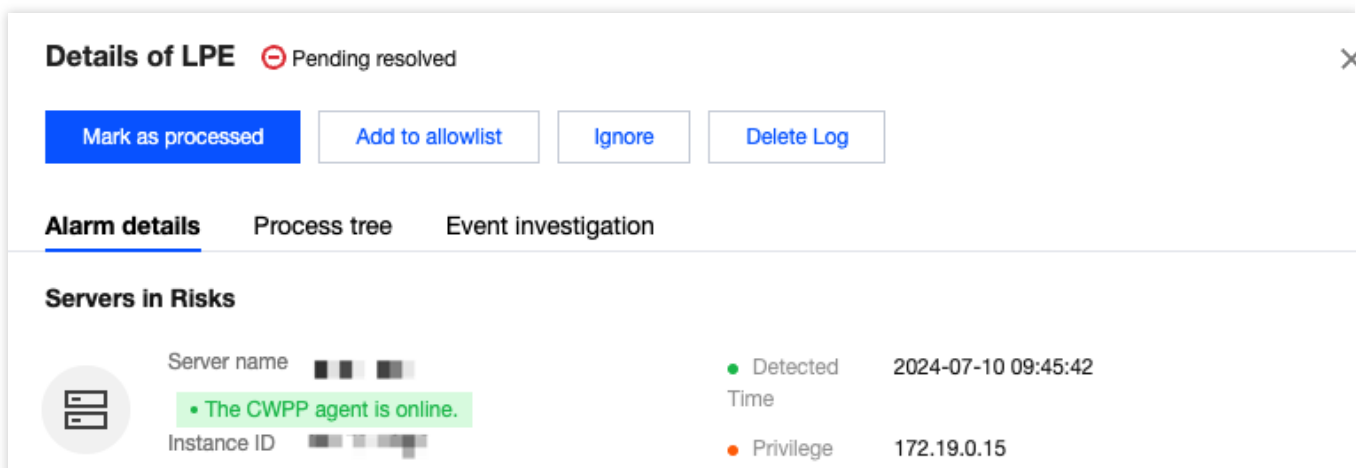 Details of LPE Pending resolved
Mark as processed Add to allowlist Ignore Delete Log
Alarm details Process tree Event investigation
Servers in Risks
Server name
• The CWPP agent is online.
Instance ID
Detected Time 2024-07-10 09:45:42
Privilege 172.19.0.15